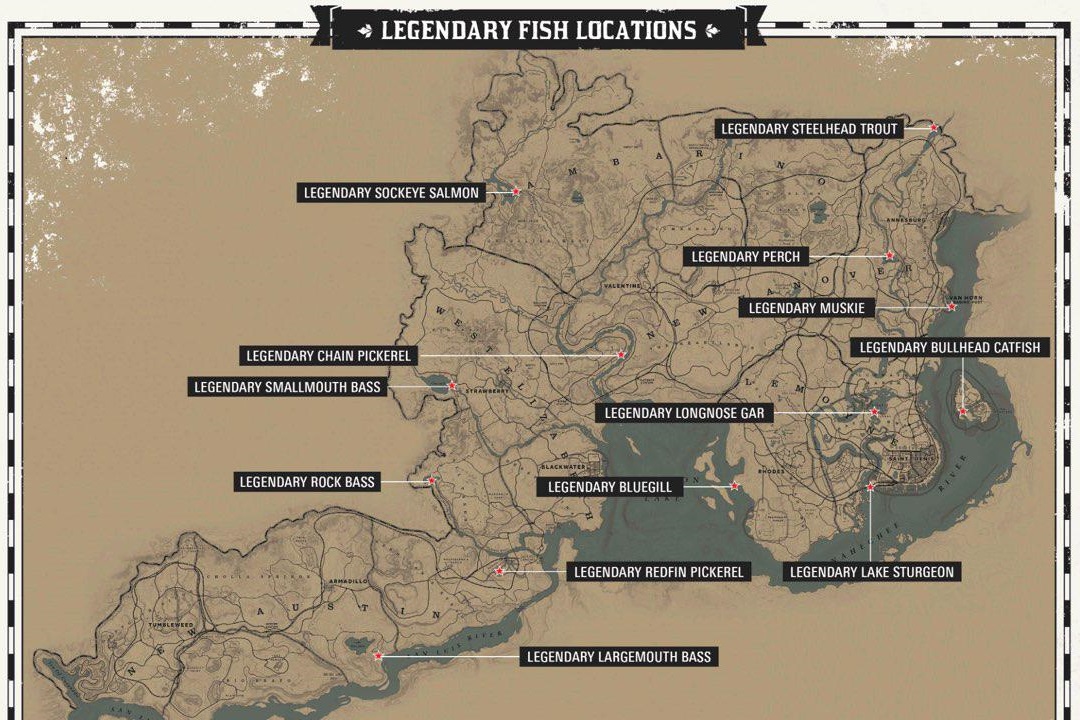 LEGENDARY FISH LOCATIONS
LEGENDARY STEELHEAD TROUT
AMBARINO
LEGENDARY SOCKEYE SALMON
ANNESBURG
LEGENDARY PERCH
NEW HANOVER
VALENTINE
VAN HORN
LEGENDARY MUSKIE
WEST ELIZABETH
LEGENDARY BULLHEAD CATFISH
LEGENDARY CHAIN PICKEREL
LEGENDARY SMALLMOUTH BASS
STRAWBERRY
LEMOYNE
LEGENDARY LONGNOSE GAR
SAINT DENIS
BLACKWATER
RHODES
LEGENDARY ROCK BASS
LEGENDARY BLUEGILL
LAKE
RIVER
LEGENDARY REDFIN PICKEREL
LEGENDARY LAKE STURGEON
CHOLLA SPRINGS
ARMADILLO
NEW AUSTIN
TUMBLEWEED
SAN LUIS RIVER
LEGENDARY LARGEMOUTH BASS
RIO BRAVO